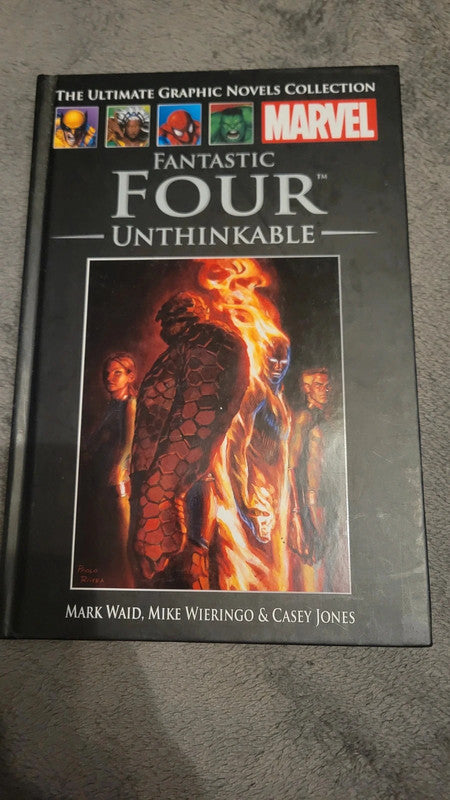 THE ULTIMATE GRAPHIC NOVELS COLLECTION
MARVEL
FANTASTIC
FOUR™
UNTHINKABLE
PAOLO
RIVERA
MARK WAID, MIKE WIERINGO & CASEY JONES